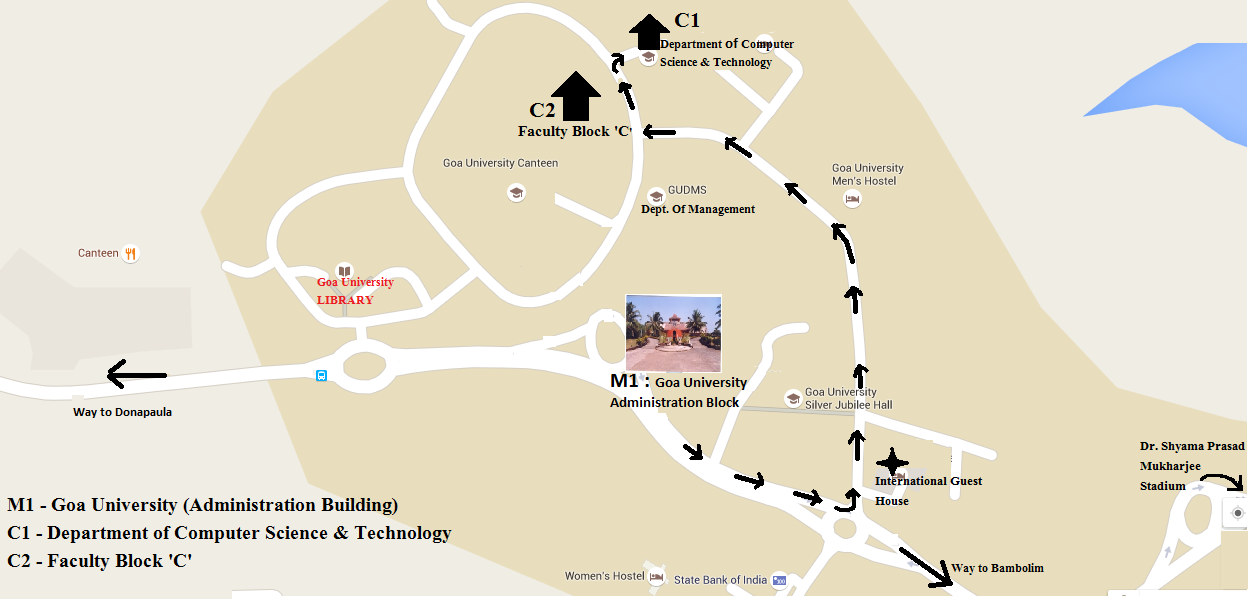 C1
Department of Computer
Science & Technology
C2
Faculty Block 'C'
Goa University Canteen
Goa University
Men's Hostel
GUDMS
Dept. Of Management
Canteen
Goa University
LIBRARY
M1 : Goa University
Administration Block
Way to Donapaula
Goa University
Silver Jubilee Hall
Dr. Shyama Prasad
Mukharjee
Stadium
International Guest
House
M1 - Goa University (Administration Building)
C1 - Department of Computer Science & Technology
C2 - Faculty Block 'C'
Way to Bambolim
Women's Hostel
State Bank of India